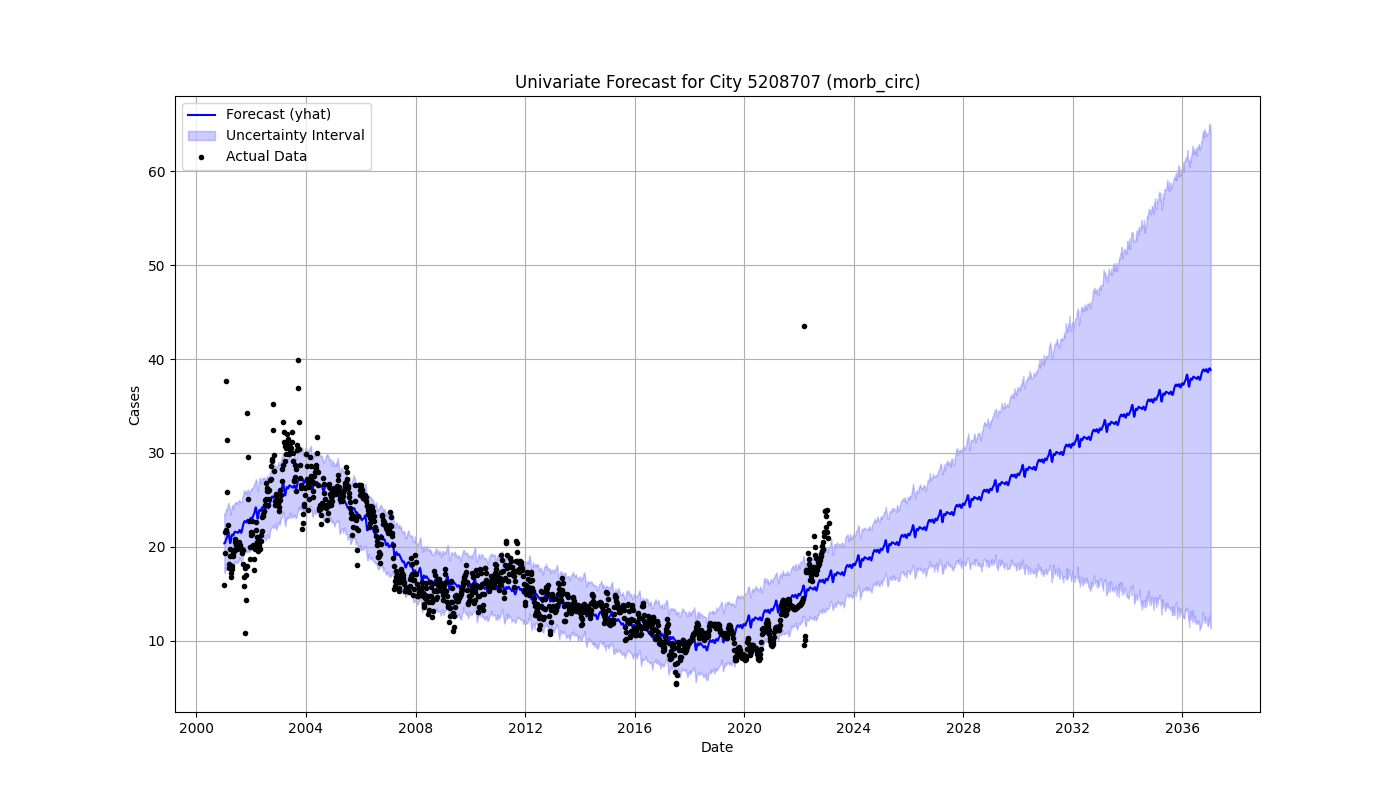 Univariate Forecast for City 5208707 (morb_circ)
Forecast (yhat)
Uncertainty Interval
Actual Data
60
50
40
30
20
10
Cases
2000 2004 2008 2012 2016 2020 2024 2028 2032 2036
Date